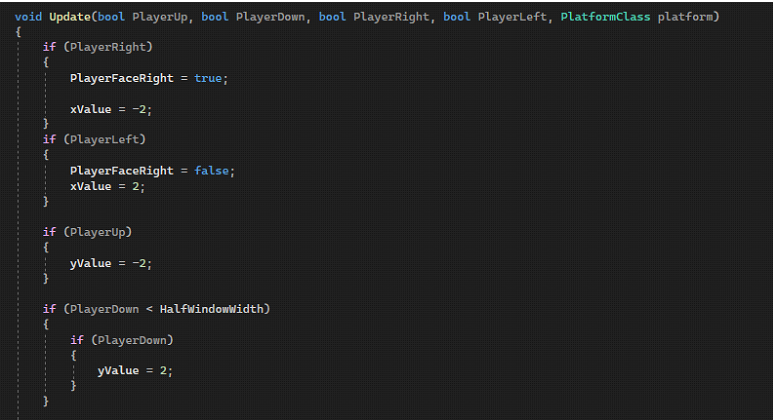 void Update(bool PlayerUp, bool PlayerDown, bool PlayerRight, bool PlayerLeft, PlatformClass platform)
{
if (PlayerRight)
{
PlayerFaceRight = true;
xValue = -2;
}
if (PlayerLeft)
{
PlayerFaceRight = false;
xValue = 2;
}
if (PlayerUp)
{
yValue = -2;
}
if (PlayerDown < HalfWindowWidth)
{
if (PlayerDown)
{
yValue = 2;
}
}